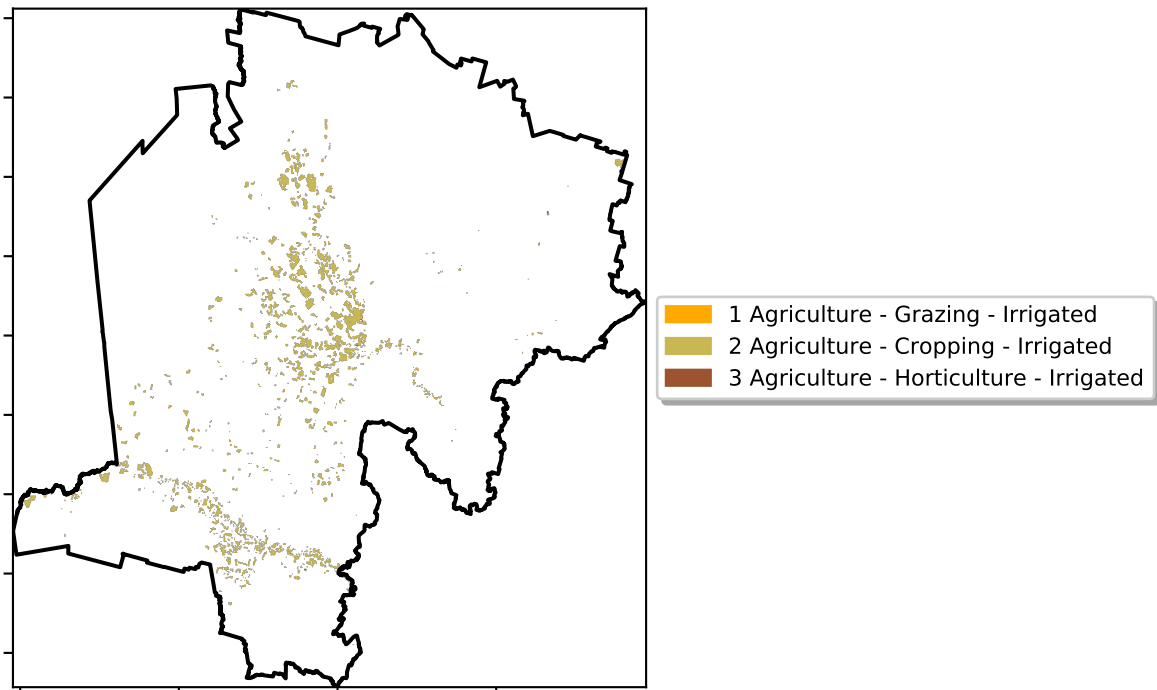 1 Agriculture - Grazing - Irrigated
2 Agriculture - Cropping - Irrigated
3 Agriculture - Horticulture - Irrigated